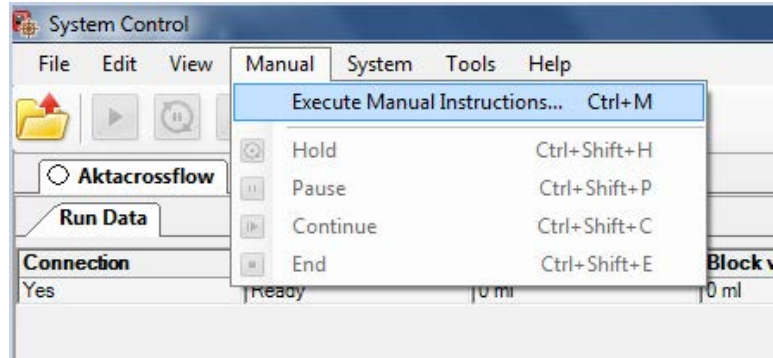 System Control
File Edit View Manual System Tools Help
Execute Manual Instructions... Ctrl+M
Hold Ctrl+Shift+H
Aktacrossflow
Pause Ctrl+Shift+P
Run Data
Continue Ctrl+Shift+C
Connection End Ctrl+Shift+E Block v
Yes Ready 0 ml 0 ml